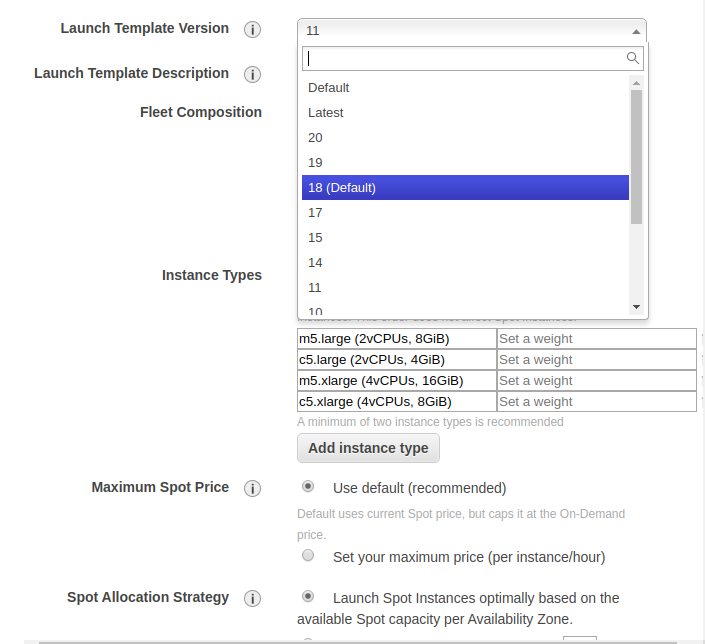 Launch Template Version i 11
Launch Template Description i
Default
Fleet Composition
Latest
20
19
18 (Default)
17
15
14
Instance Types
11
10
m5.large (2vCPUs, 8GiB) Set a weight
c5.large (2vCPUs, 4GiB) Set a weight
m5.xlarge (4vCPUs, 16GiB) Set a weight
c5.xlarge (4vCPUs, 8GiB) Set a weight
A minimum of two instance types is recommended
Add instance type
Maximum Spot Price i Use default (recommended)
Default uses current Spot price, but caps it at the On-Demand
price.
Set your maximum price (per instance/hour)
Spot Allocation Strategy i Launch Spot Instances optimally based on the
available Spot capacity per Availability Zone.